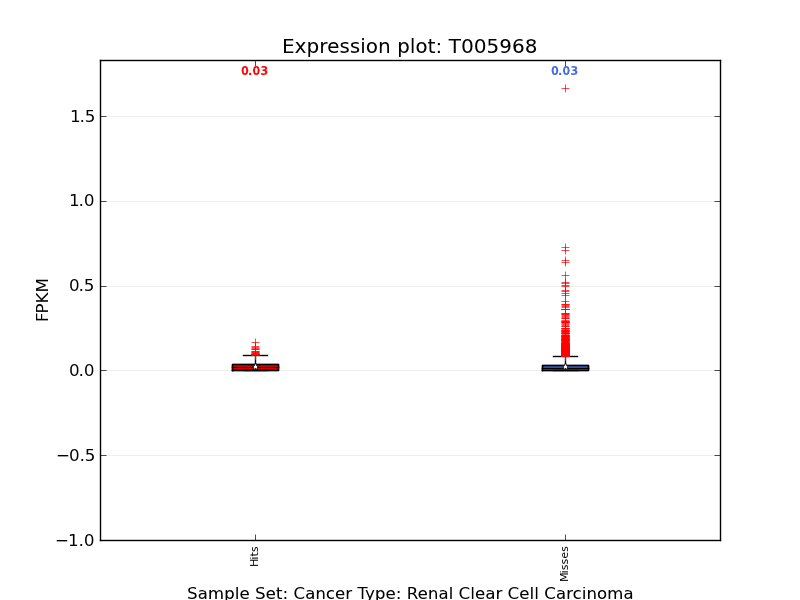 Expression plot: T005968
0.03
0.03
1.5
1.0
0.5
0.0
−0.5
−1.0
FPKM
Hits
Misses
Sample Set: Cancer Type: Renal Clear Cell Carcinoma